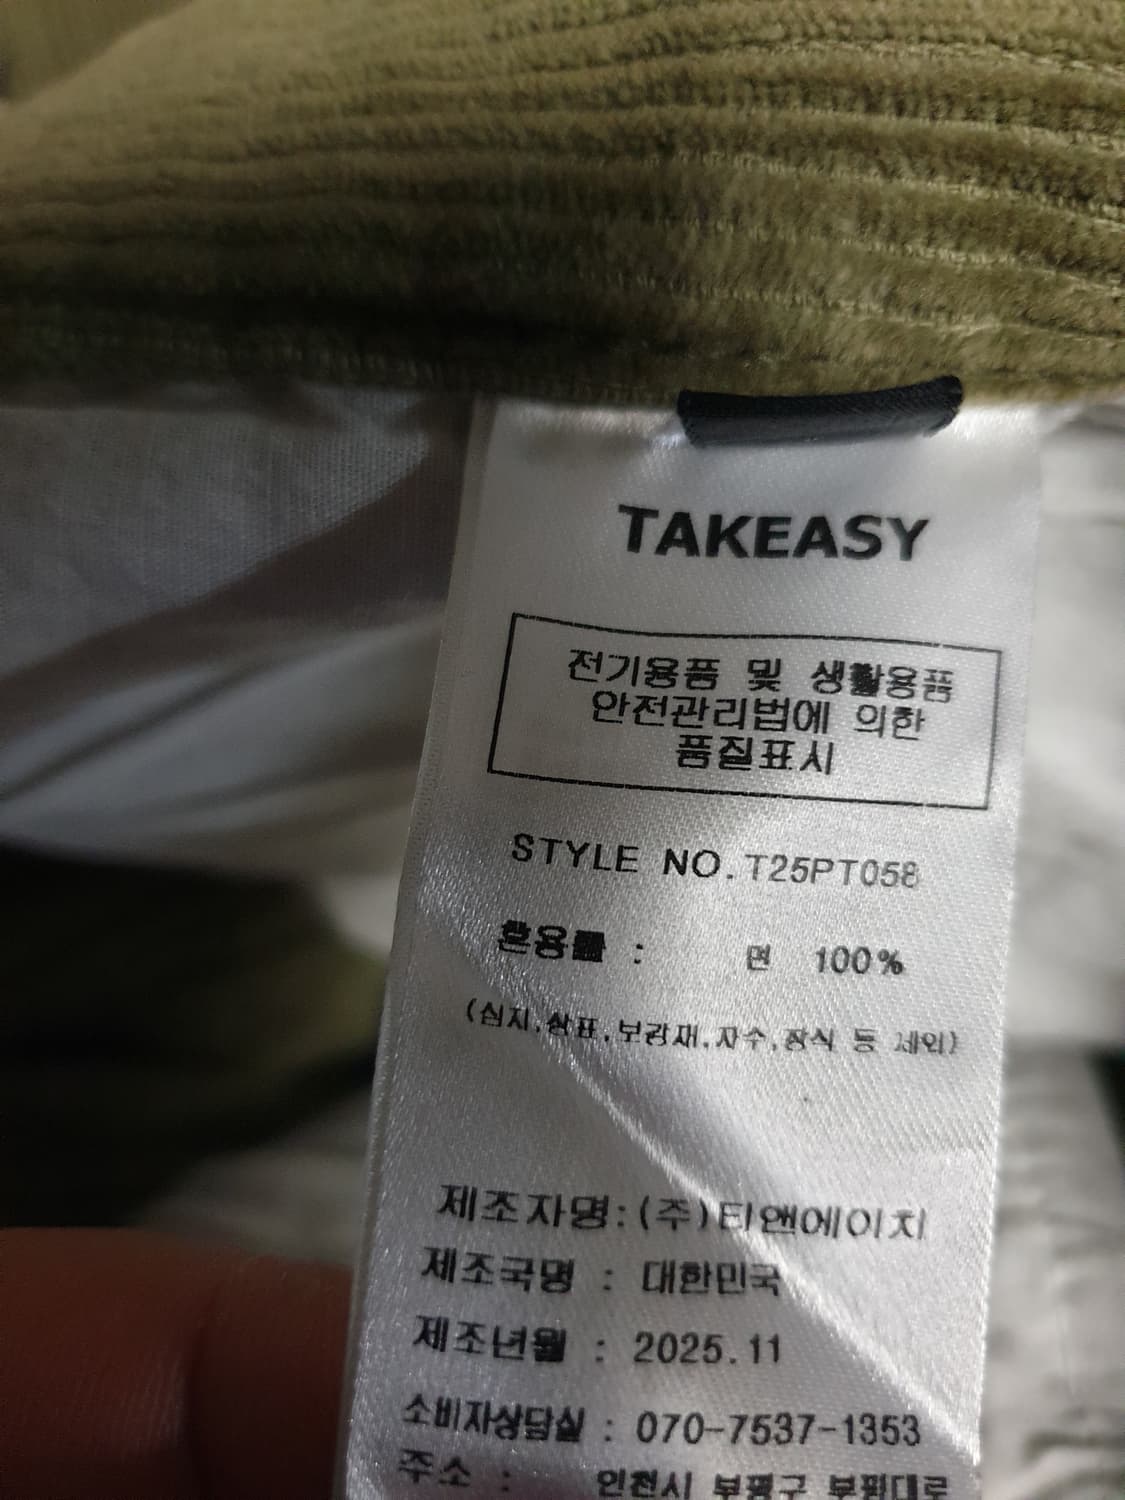 TAKEASY
전기용품 및 생활용품
안전관리법에 의한
품질표시
STYLE NO.T25PT058
혼용률 : 면 100%
(심지,상표,보강재,자수,장식 등 제외)
제조자명:(주)티앤에이치
제조국명 : 대한민국
제조년월 : 2025.11
소비자상담실 : 070-7537-1353
주소 : 인천시 부평구 부평대로